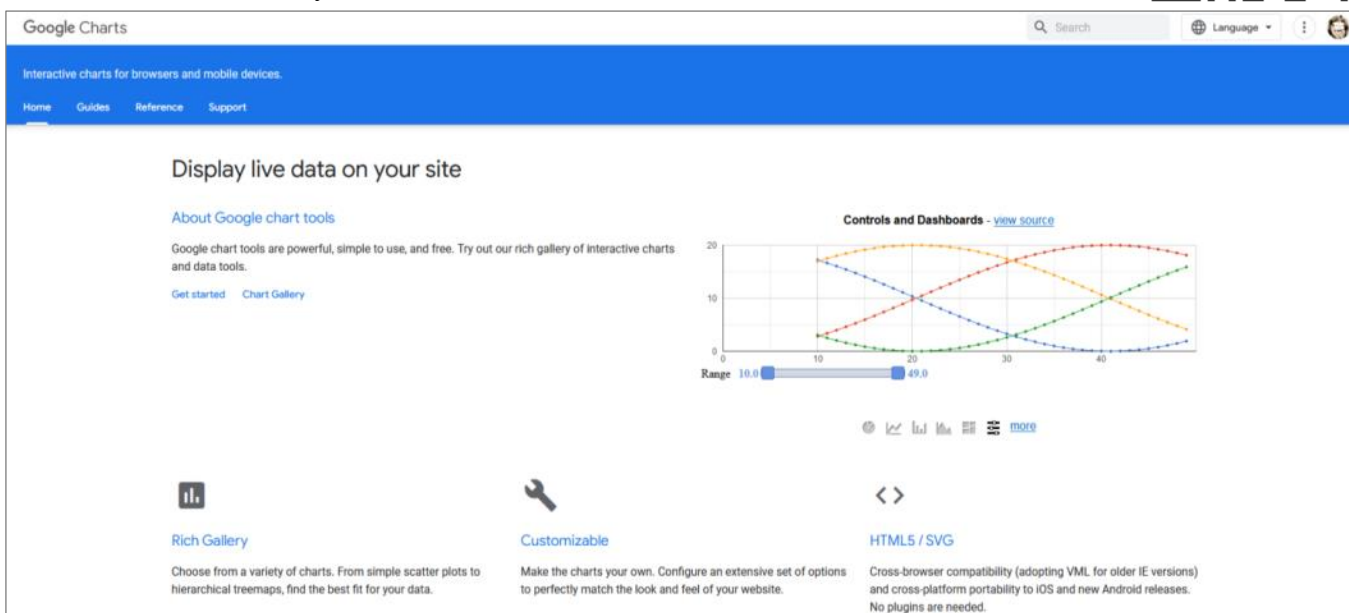 Google Charts
Search
Language
Interactive charts for browsers and mobile devices.
Home Guides Reference Support
Display live data on your site
About Google chart tools
Google chart tools are powerful, simple to use, and free. Try out our rich gallery of interactive charts
and data tools.
Get started Chart Gallery
Controls and Dashboards - view source
20
10
0
0 10 20 30 40
Range 10.0 49.0
more
Rich Gallery
Choose from a variety of charts. From simple scatter plots to
hierarchical treemaps, find the best fit for your data.
Customizable
Make the charts your own. Configure an extensive set of options
to perfectly match the look and feel of your website.
HTML5 / SVG
Cross-browser compatibility (adopting VML for older IE versions)
and cross-platform portability to iOS and new Android releases.
No plugins are needed.